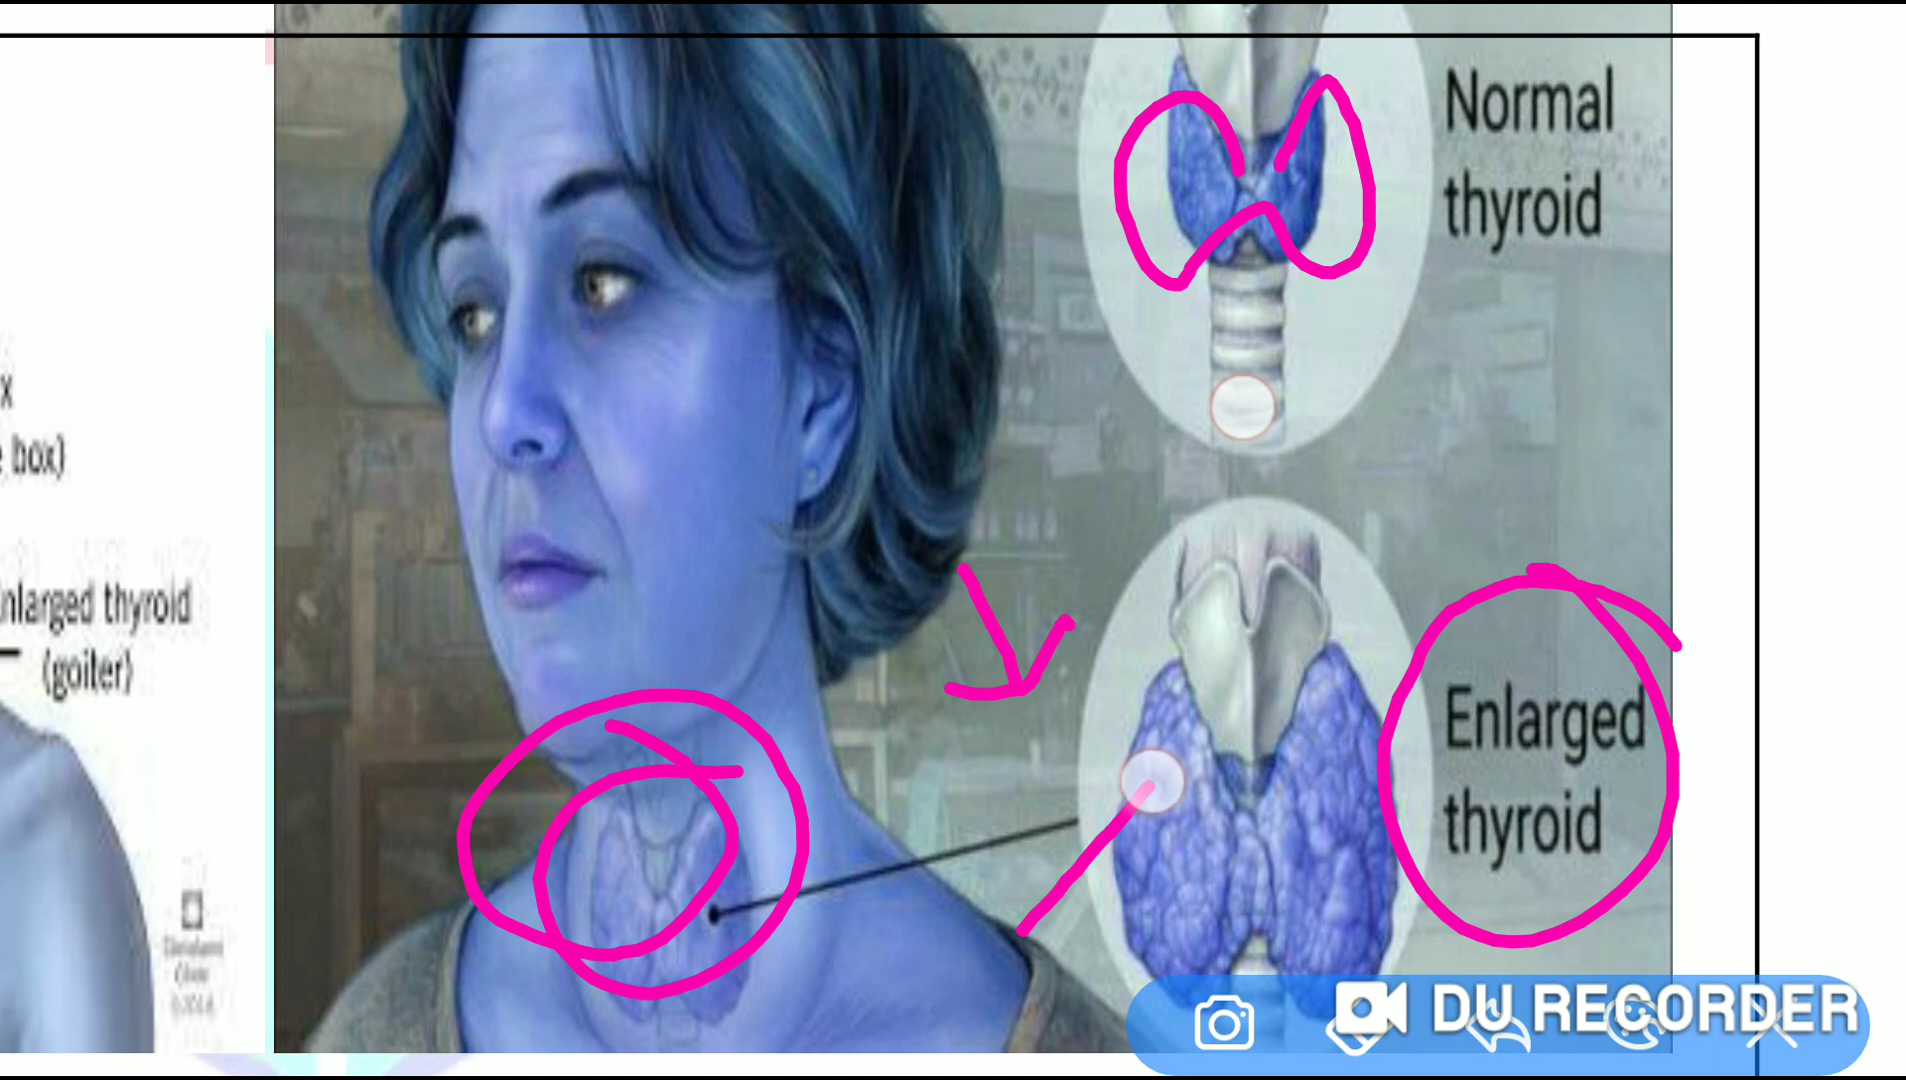 x
e box)
nlarged thyroid
(goiter)
Normal
thyroid
Enlarged
thyroid
DU RECORDER